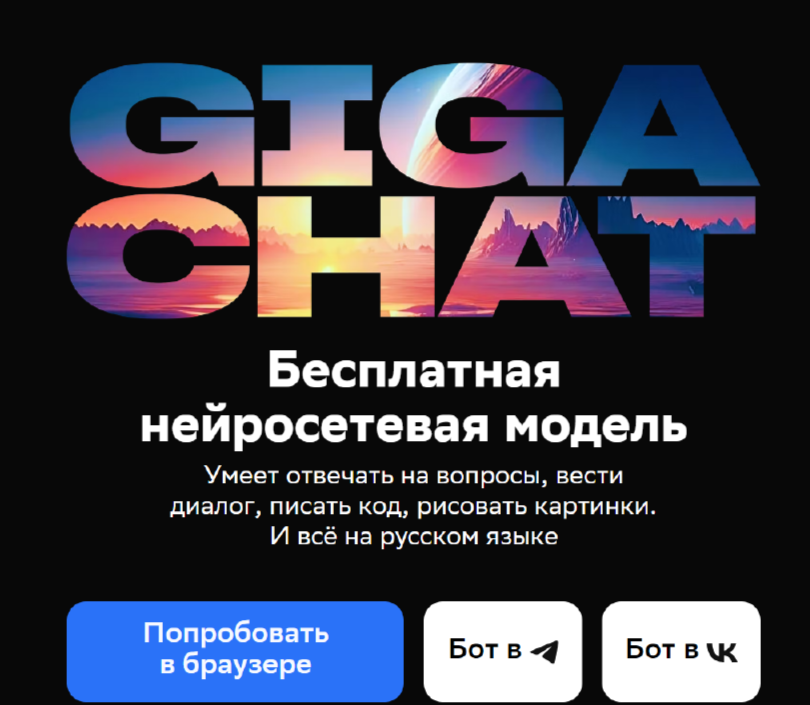 GIGA
CHAT
Бесплатная
нейросетевая модель
Умеет отвечать на вопросы, вести
диалог, писать код, рисовать картинки.
И всё на русском языке
Попробовать
в браузере
Бот в
Бот в VK